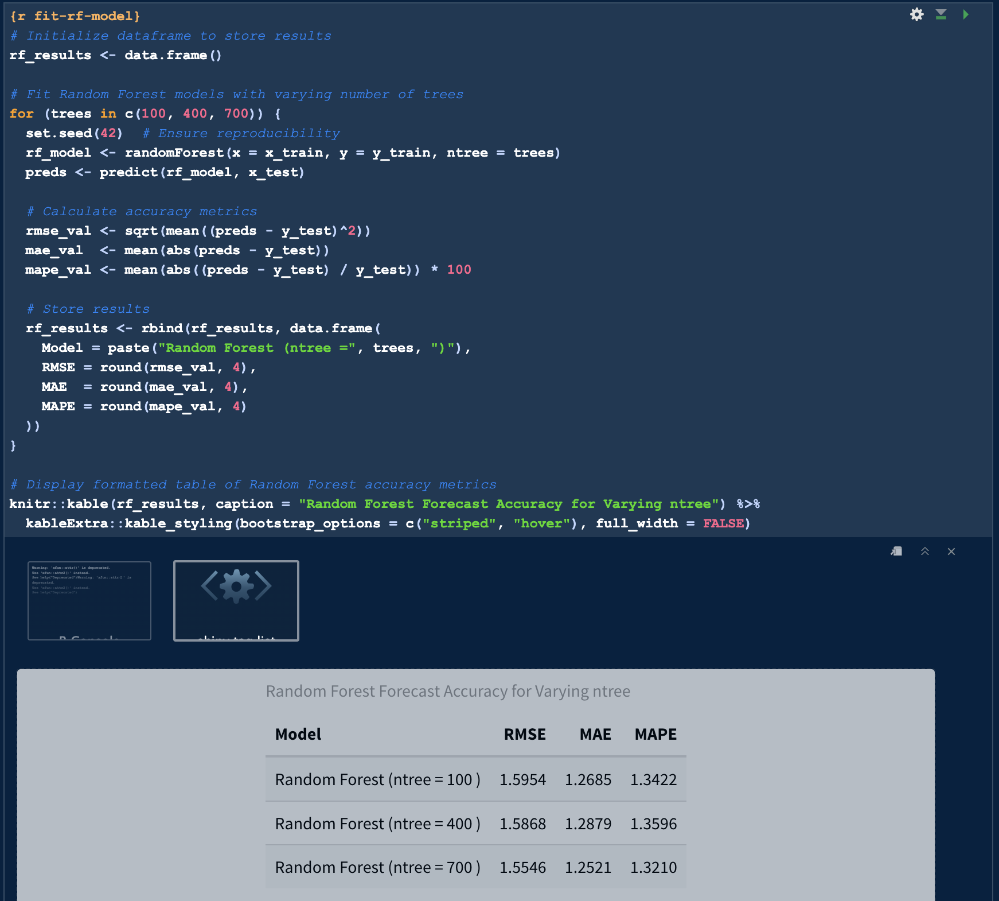 {r fit-rf-model}
# Initialize dataframe to store results
rf_results <- data.frame()

# Fit Random Forest models with varying number of trees
for (trees in c(100, 400, 700)) {
  set.seed(42)  # Ensure reproducibility
  rf_model <- randomForest(x = x_train, y = y_train, ntree = trees)
  preds <- predict(rf_model, x_test)

  # Calculate accuracy metrics
  rmse_val <- sqrt(mean((preds - y_test)^2))
  mae_val  <- mean(abs(preds - y_test))
  mape_val <- mean(abs((preds - y_test) / y_test)) * 100

  # Store results
  rf_results <- rbind(rf_results, data.frame(
    Model = paste("Random Forest (ntree =", trees, ")"),
    RMSE = round(rmse_val, 4),
    MAE  = round(mae_val, 4),
    MAPE = round(mape_val, 4)
  ))
}

# Display formatted table of Random Forest accuracy metrics
knitr::kable(rf_results, caption = "Random Forest Forecast Accuracy for Varying ntree") %>%
  kableExtra::kable_styling(bootstrap_options = c("striped", "hover"), full_width = FALSE)
Warning: 'xfun::attr()' is deprecated.
Use 'xfun::attr2()' instead.
See help("Deprecated")Warning: 'xfun::attr()' is
deprecated.
Use 'xfun::attr2()' instead.
See help("Deprecated")
R Console
shiny.tag.list
Random Forest Forecast Accuracy for Varying ntree
Model RMSE MAE MAPE
Random Forest (ntree = 100 ) 1.5954 1.2685 1.3422
Random Forest (ntree = 400 ) 1.5868 1.2879 1.3596
Random Forest (ntree = 700 ) 1.5546 1.2521 1.3210